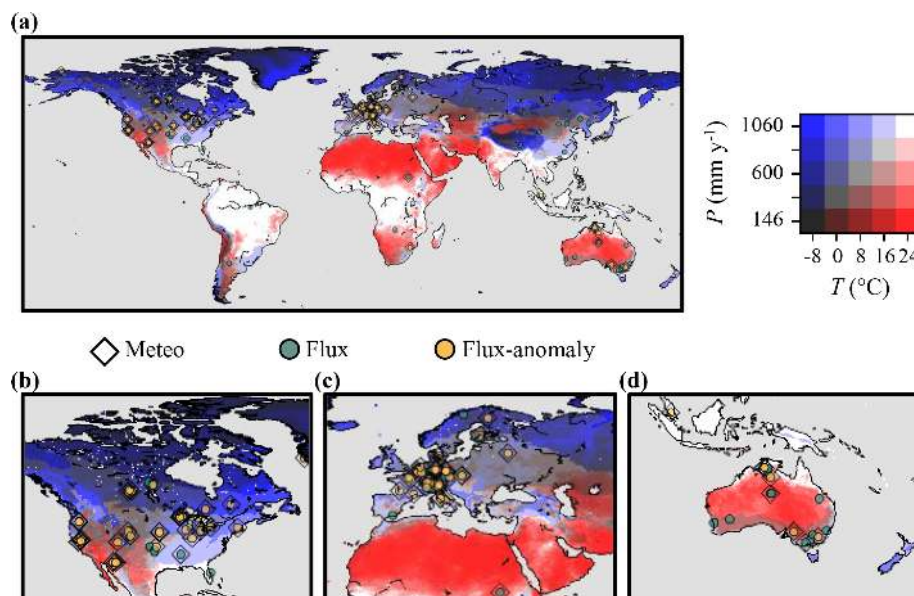 (a)
1060
600
146
P (mm y⁻¹)
-8 0 8 16 24
T (°C)
Meteo
Flux
Flux-anomaly
(b)
(c)
(d)